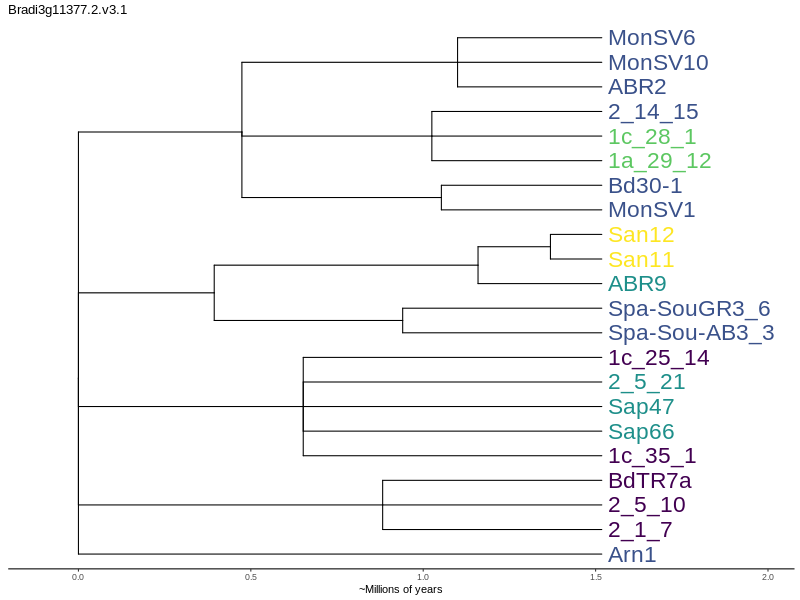 Bradi3g11377.2.v3.1
MonSV6
MonSV10
ABR2
2_14_15
1c_28_1
1a_29_12
Bd30-1
MonSV1
San12
San11
ABR9
Spa-SouGR3_6
Spa-Sou-AB3_3
1c_25_14
2_5_21
Sap47
Sap66
1c_35_1
BdTR7a
2_5_10
2_1_7
Arn1
0.0 0.5 1.0 1.5 2.0
~Millions of years